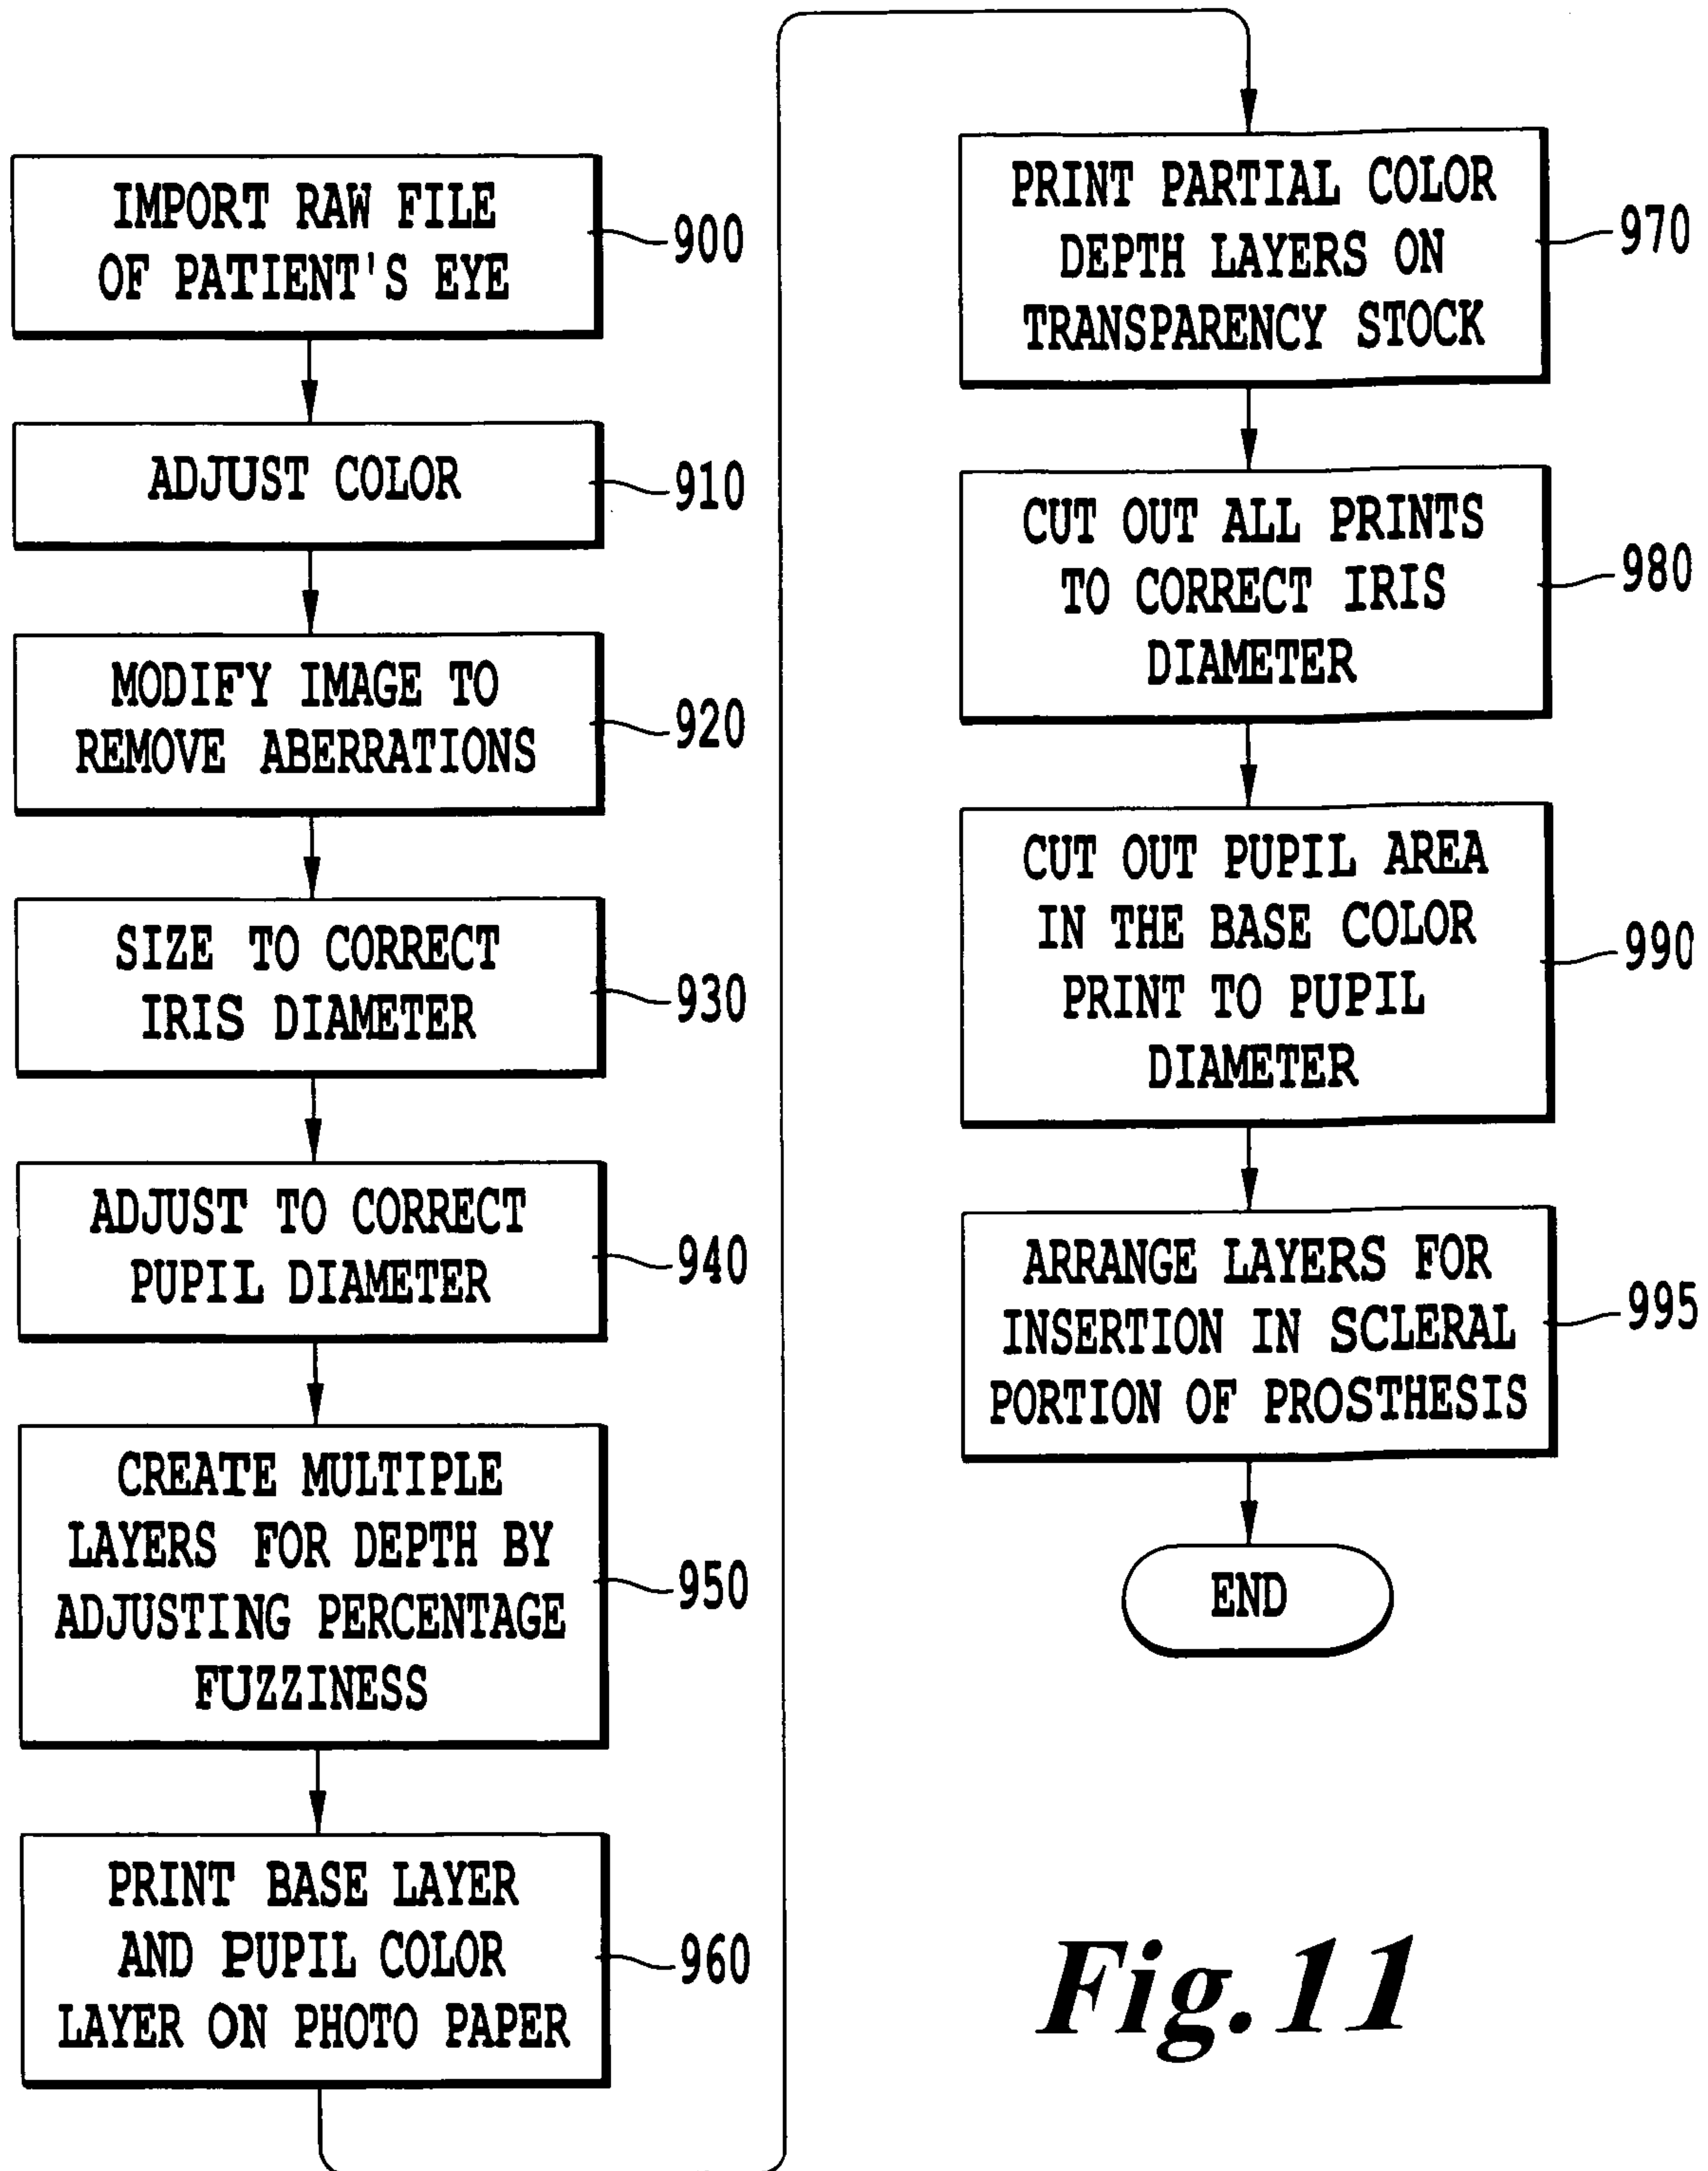 IMPORT RAW FILE
OF PATIENT'S EYE
900
ADJUST COLOR
910
MODIFY IMAGE TO
REMOVE ABERRATIONS
920
SIZE TO CORRECT
IRIS DIAMETER
930
ADJUST TO CORRECT
PUPIL DIAMETER
940
CREATE MULTIPLE
LAYERS FOR DEPTH BY
ADJUSTING PERCENTAGE
FUZZINESS
950
PRINT BASE LAYER
AND PUPIL COLOR
LAYER ON PHOTO PAPER
960
PRINT PARTIAL COLOR
DEPTH LAYERS ON
TRANSPARENCY STOCK
970
CUT OUT ALL PRINTS
TO CORRECT IRIS
DIAMETER
980
CUT OUT PUPIL AREA
IN THE BASE COLOR
PRINT TO PUPIL
DIAMETER
990
ARRANGE LAYERS FOR
INSERTION IN SCLERAL
PORTION OF PROSTHESIS
995
END
Fig.11